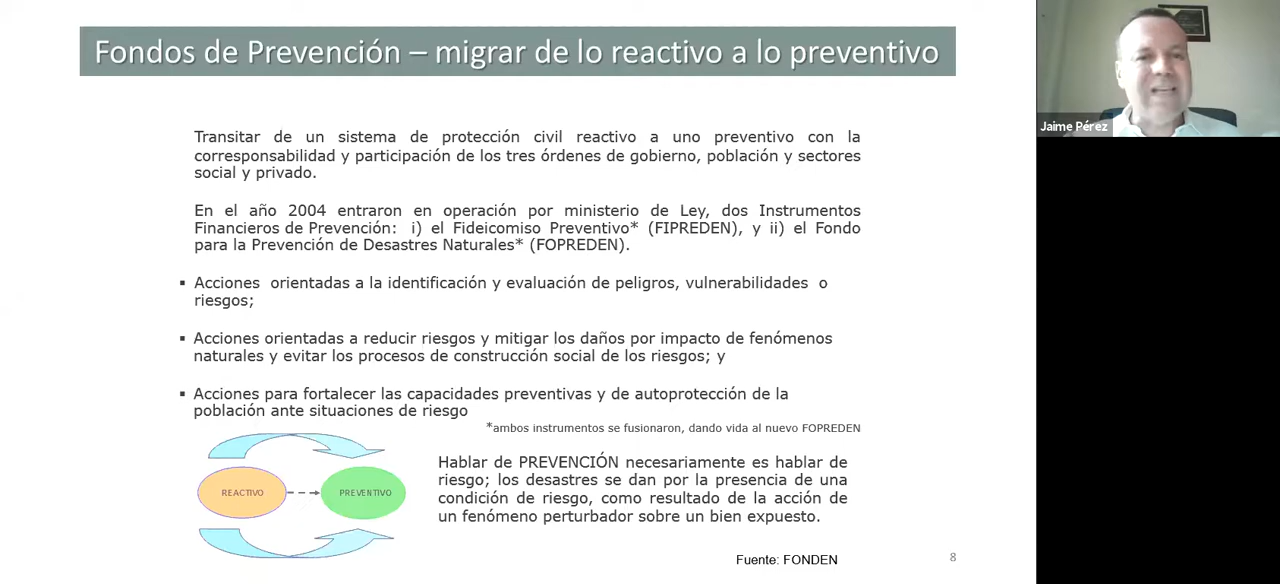 Fondos de Prevención – migrar de lo reactivo a lo preventivo
Jaime Pérez
Transitar de un sistema de protección civil reactivo a uno preventivo con la
corresponsabilidad y participación de los tres órdenes de gobierno, población y sectores
social y privado.
En el año 2004 entraron en operación por ministerio de Ley, dos Instrumentos
Financieros de Prevención: i) el Fideicomiso Preventivo* (FIPREDEN), y ii) el Fondo
para la Prevención de Desastres Naturales* (FOPREDEN).
▪ Acciones orientadas a la identificación y evaluación de peligros, vulnerabilidades o
riesgos;
▪ Acciones orientadas a reducir riesgos y mitigar los daños por impacto de fenómenos
naturales y evitar los procesos de construcción social de los riesgos; y
▪ Acciones para fortalecer las capacidades preventivas y de autoprotección de la
población ante situaciones de riesgo
*ambos instrumentos se fusionaron, dando vida al nuevo FOPREDEN
REACTIVO
PREVENTIVO
Hablar de PREVENCIÓN necesariamente es hablar de
riesgo; los desastres se dan por la presencia de una
condición de riesgo, como resultado de la acción de
un fenómeno perturbador sobre un bien expuesto.
Fuente: FONDEN
8